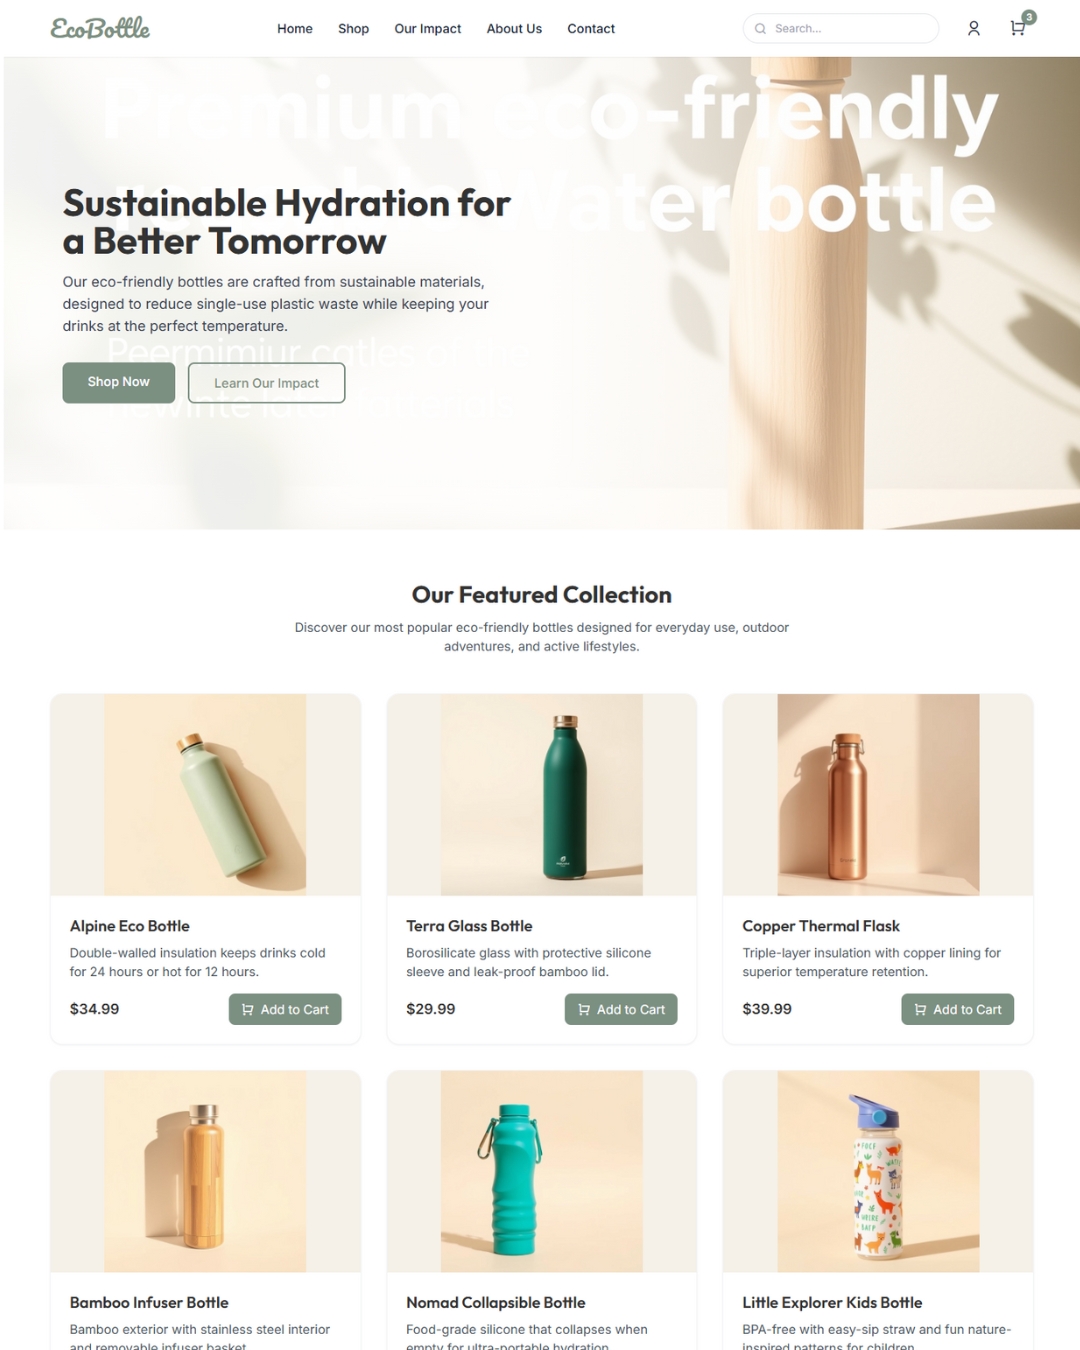 EcoBottle
Home
Shop
Our Impact
About Us
Contact
Search...
3
Premium eco-friendly
Water bottle
Sustainable Hydration for
a Better Tomorrow
Our eco-friendly bottles are crafted from sustainable materials,
designed to reduce single-use plastic waste while keeping your
drinks at the perfect temperature.
Peermimiur catles of the
Shop Now
Learn Our Impact
Our Featured Collection
Discover our most popular eco-friendly bottles designed for everyday use, outdoor
adventures, and active lifestyles.
Alpine Eco Bottle
Double-walled insulation keeps drinks cold
for 24 hours or hot for 12 hours.
$34.99
Add to Cart
Terra Glass Bottle
Borosilicate glass with protective silicone
sleeve and leak-proof bamboo lid.
$29.99
Add to Cart
Copper Thermal Flask
Triple-layer insulation with copper lining for
superior temperature retention.
$39.99
Add to Cart
Bamboo Infuser Bottle
Bamboo exterior with stainless steel interior
and removable infuser basket.
Nomad Collapsible Bottle
Food-grade silicone that collapses when
empty for ultra-portable hydration.
Little Explorer Kids Bottle
BPA-free with easy-sip straw and fun nature-
inspired patterns for children.